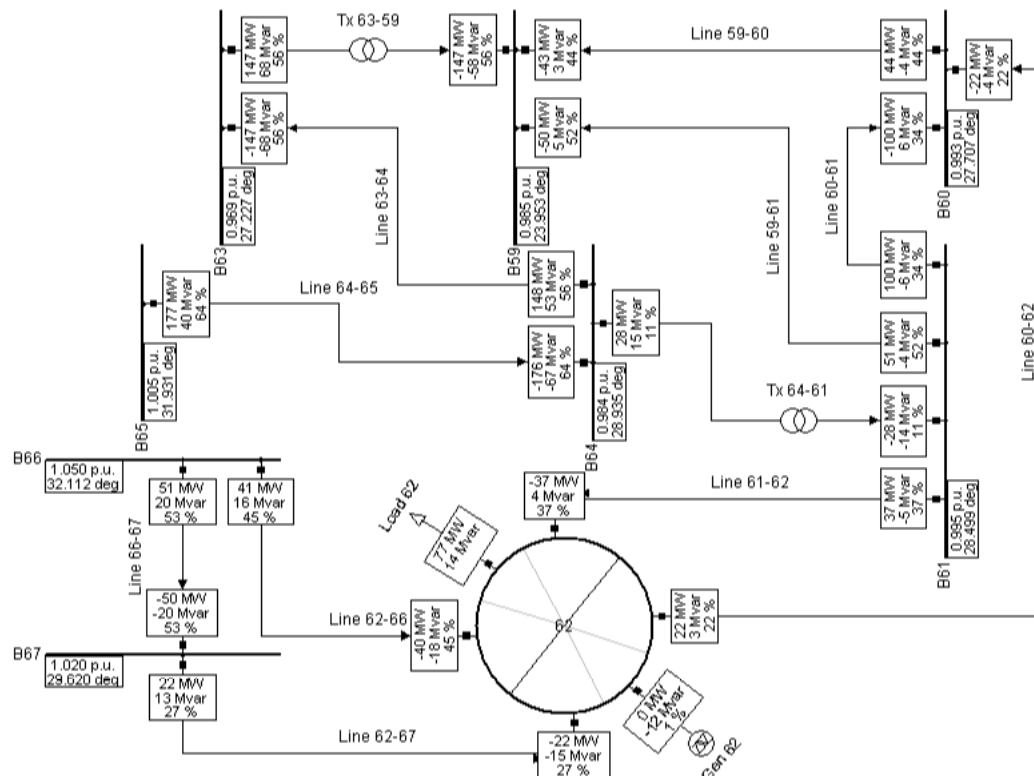 Tx 63-59
147 MW
68 Mvar
56 %
-147 MW
-58 Mvar
56 %
-43 MW
3 Mvar
44 %
Line 59-60
44 MW
-4 Mvar
44 %
-22 MW
-4 Mvar
22 %
-147 MW
-68 Mvar
56 %
-50 MW
5 Mvar
52 %
-100 MW
6 Mvar
34 %
0.969 p.u.
27.227 deg
B63
Line 63-64
0.985 p.u.
23.953 deg
B59
Line 59-61
Line 60-61
0.993 p.u.
27.707 deg
B60
177 MW
40 Mvar
64 %
Line 64-65
148 MW
53 Mvar
56 %
28 MW
15 Mvar
11 %
100 MW
-6 Mvar
34 %
-176 MW
-67 Mvar
64 %
51 MW
-4 Mvar
52 %
Line 60-62
1.005 p.u.
31.931 deg
B65
0.984 p.u.
28.935 deg
B64
Tx 64-61
-28 MW
-14 Mvar
11 %
B66
1.050 p.u.
32.112 deg
51 MW
20 Mvar
53 %
41 MW
16 Mvar
45 %
-37 MW
4 Mvar
37 %
Line 61-62
37 MW
-5 Mvar
37 %
0.995 p.u.
28.499 deg
B61
Line 66-67
Load 62
77 MW
14 Mvar
-50 MW
-20 Mvar
53 %
Line 62-66
-40 MW
-18 Mvar
45 %
62
22 MW
3 Mvar
22 %
B67
1.020 p.u.
29.620 deg
22 MW
13 Mvar
27 %
Line 62-67
-22 MW
-15 Mvar
27 %
0 MW
-12 Mvar
1 %
Gen 62